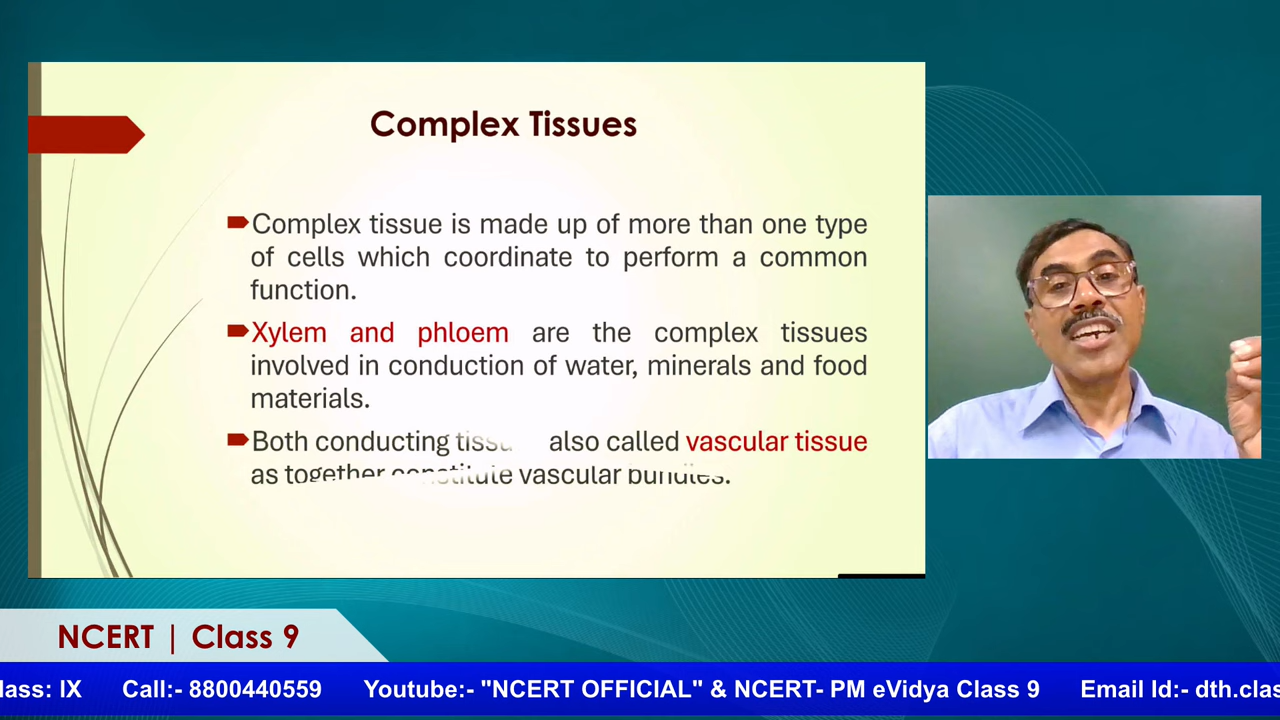 Complex Tissues
Complex tissue is made up of more than one type
of cells which coordinate to perform a common
function.
Xylem and phloem are the complex tissues
involved in conduction of water, minerals and food
materials.
Both conducting also called vascular tissue
as together constitute vascular bundles.
NCERT | Class 9
lass: IX Call:- 8800440559 Youtube:- "NCERT OFFICIAL" & NCERT- PM eVidya Class 9 Email Id:- dth.clas